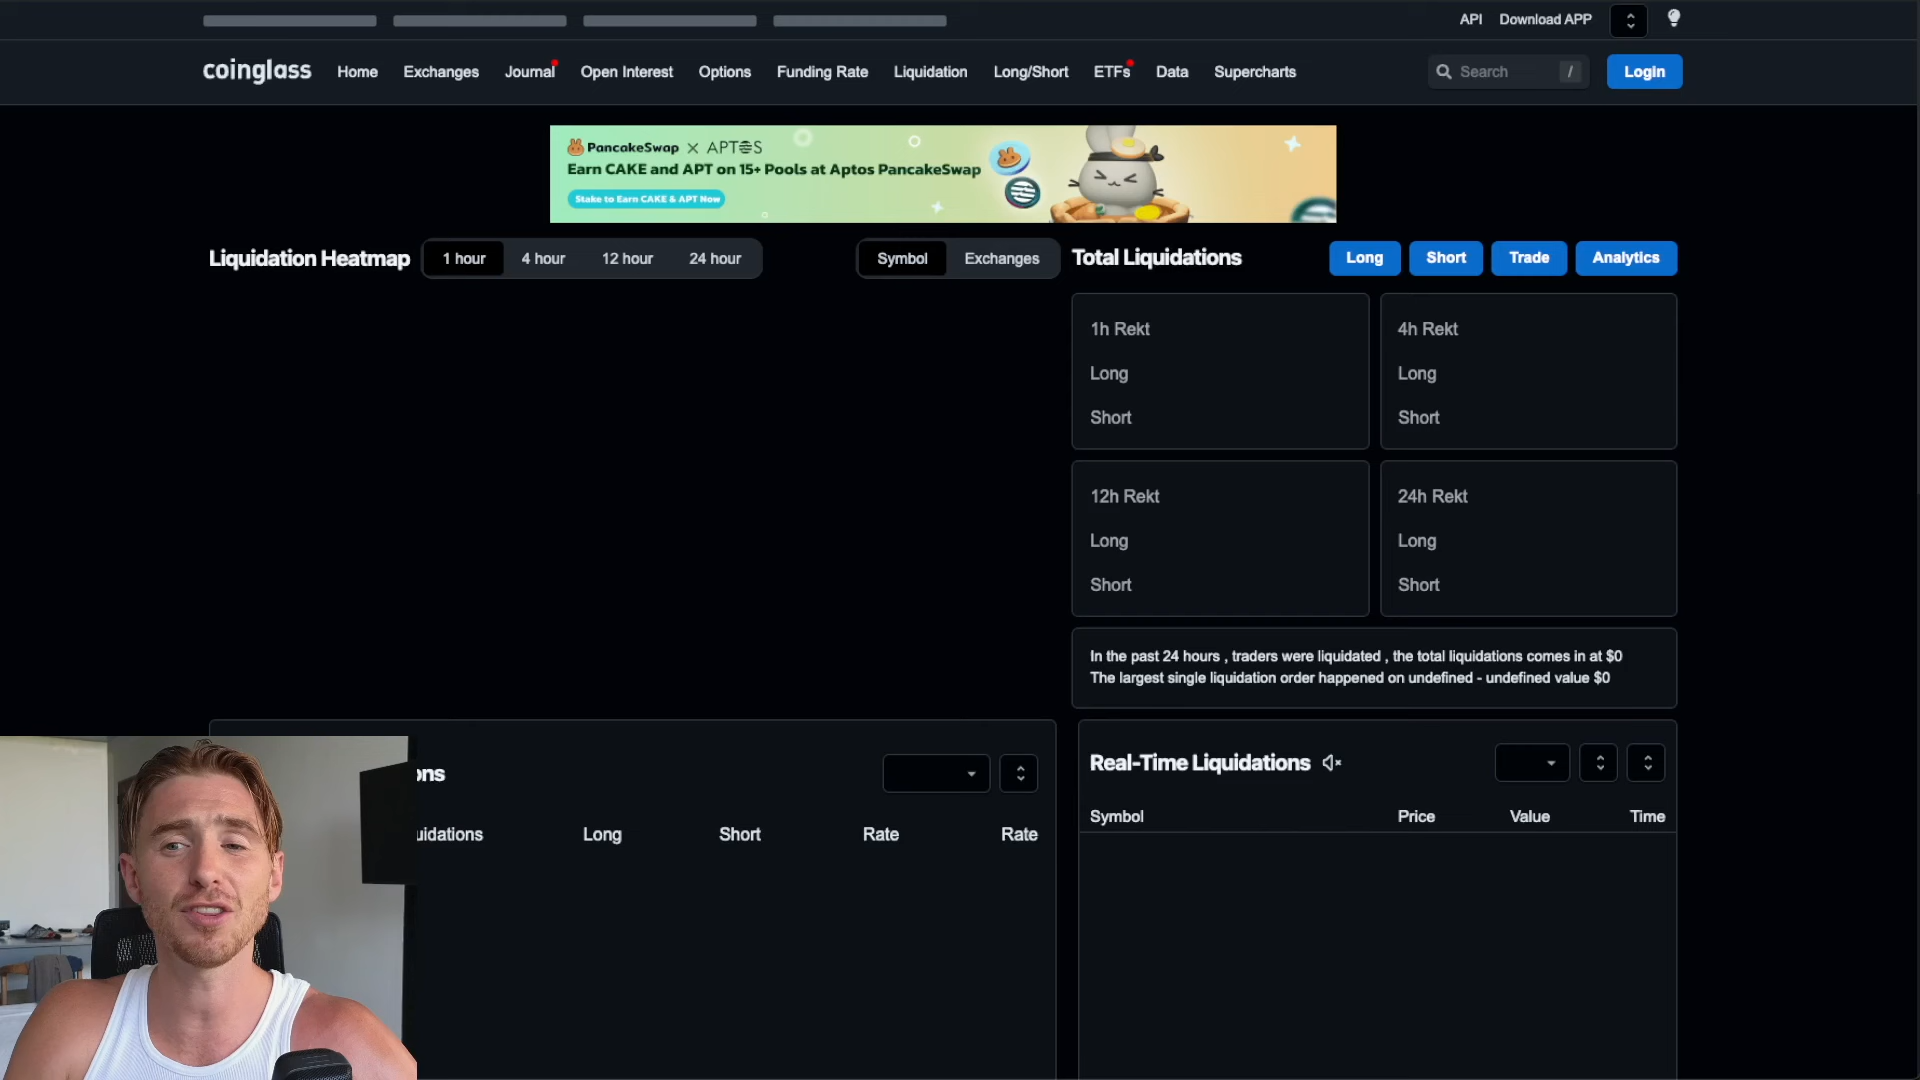 API Download APP
coinglass Home Exchanges Journal Open Interest Options Funding Rate Liquidation Long/Short ETFs Data Supercharts Search / Login
PancakeSwap X APTOS
Earn CAKE and APT on 15+ Pools at Aptos PancakeSwap
Stake to Earn CAKE & APT Now
Liquidation Heatmap 1 hour 4 hour 12 hour 24 hour Symbol Exchanges
Total Liquidations Long Short Trade Analytics
1h Rekt
Long
Short
4h Rekt
Long
Short
12h Rekt
Long
Short
24h Rekt
Long
Short
In the past 24 hours , traders were liquidated , the total liquidations comes in at $0
The largest single liquidation order happened on undefined - undefined value $0
ons
uidations Long Short Rate Rate
Real-Time Liquidations
Symbol Price Value Time